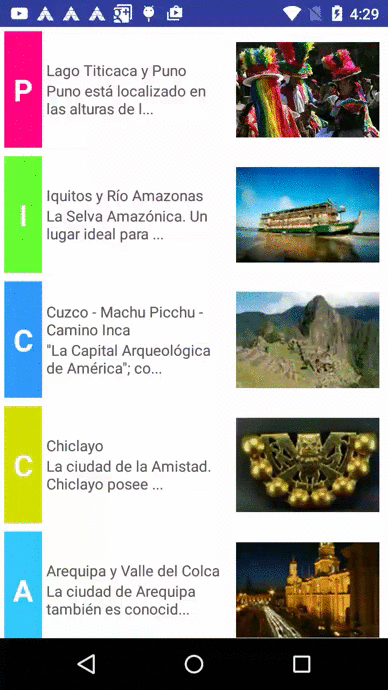 4:29
P
Lago Titicaca y Puno
Puno está localizado en
las alturas de l...
I
Iquitos y Río Amazonas
La Selva Amazónica. Un
lugar ideal para ...
C
Cuzco - Machu Picchu -
Camino Inca
"La Capital Arqueológica
de América"; co...
C
Chiclayo
La ciudad de la Amistad.
Chiclayo posee ...
A
Arequipa y Valle del Colca
La ciudad de Arequipa
también es conocid...